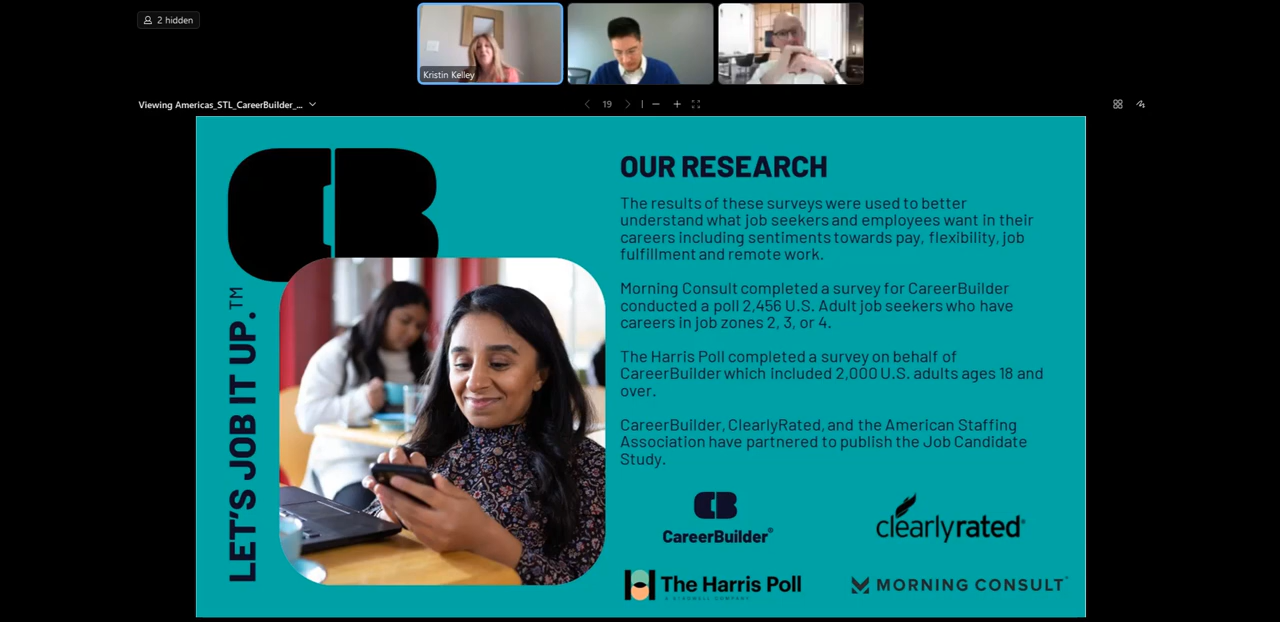 2 hidden
Kristin Kelley
Viewing Americas_STL_CareerBuilder_...
19
OUR RESEARCH
The results of these surveys were used to better
understand what job seekers and employees want in their
careers including sentiments towards pay, flexibility, job
fulfillment and remote work.
Morning Consult completed a survey for CareerBuilder
conducted a poll 2,456 U.S. Adult job seekers who have
careers in job zones 2, 3, or 4.
The Harris Poll completed a survey on behalf of
CareerBuilder which included 2,000 U.S. adults ages 18 and
over.
CareerBuilder, ClearlyRated, and the American Staffing
Association have partnered to publish the Job Candidate
Study.
CB
LET'S JOB IT UP.™
CB
CareerBuilder®
clearlyrated®
The Harris Poll
A STAGWELL COMPANY
MORNING CONSULT®